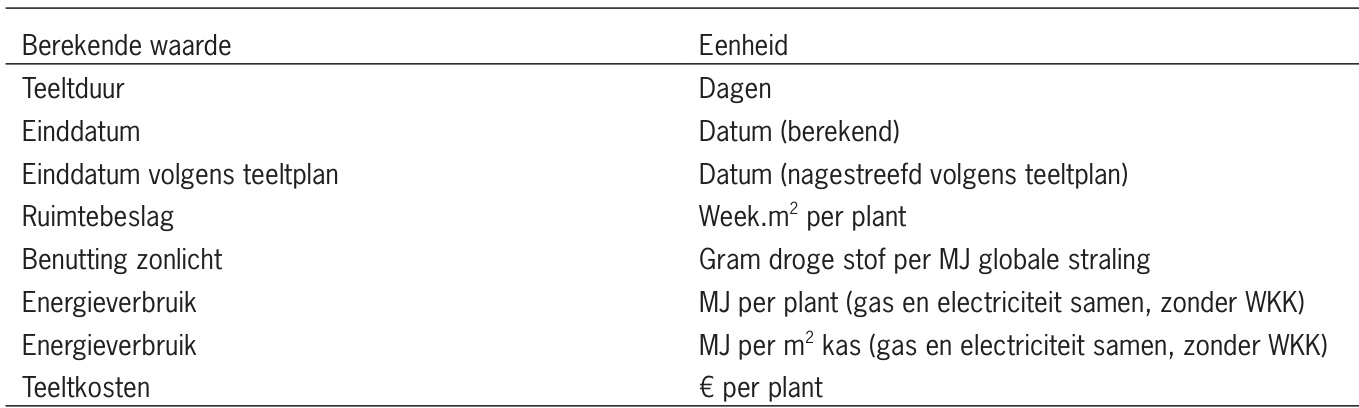 Berekende waarde Eenheid
Teeltduur Dagen
Einddatum Datum (berekend)
Einddatum volgens teeltplan Datum (nagestreefd volgens teeltplan)
Ruimtebeslag Week.m² per plant
Benutting zonlicht Gram droge stof per MJ globale straling
Energieverbruik MJ per plant (gas en electriciteit samen, zonder WKK)
Energieverbruik MJ per m² kas (gas en electriciteit samen, zonder WKK)
Teeltkosten € per plant